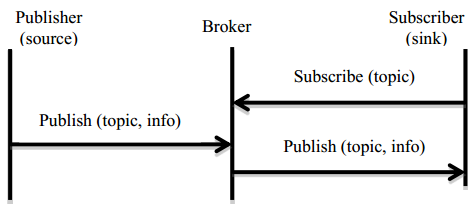 Publisher
(source)
Broker
Subscriber
(sink)
Subscribe (topic)
Publish (topic, info)
Publish (topic, info)